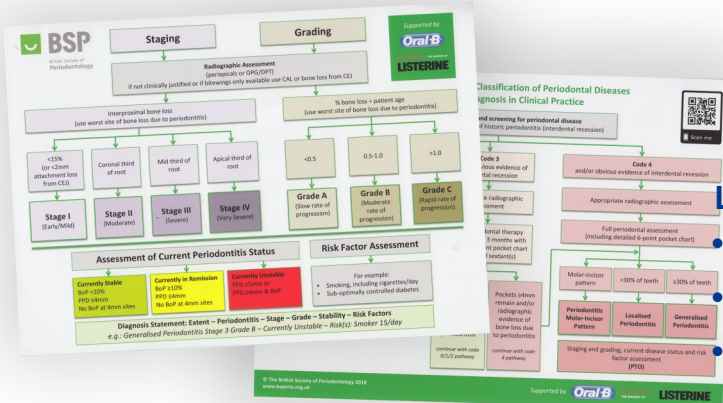 BSP
British Society of
Periodontology
Staging
Grading
Supported by
Oral-B
LISTERINE
Radiographic Assessment
(periapicals or OPG/DPT)
If not clinically justified or if bitewings only available use CAL or bone loss from CEJ
Interproximal bone loss
(use worst site of bone loss due to periodontitis)
% bone loss ÷ patient age
(use worst site of bone loss due to periodontitis)
<15%
(or <2mm
attachment loss
from CEJ)
Coronal third
of root
Mid third of
root
Apical third of
root
<0.5
0.5-1.0
>1.0
Stage I
(Early/Mild)
Stage II
(Moderate)
Stage III
(Severe)
Stage IV
(Very Severe)
Grade A
(Slow rate of
progression)
Grade B
(Moderate
rate of
progression)
Grade C
(Rapid rate of
progression)
Assessment of Current Periodontitis Status
Currently Stable
BoP <10%
PPD ≤4mm
No BoP at 4mm sites
Currently in Remission
BoP ≥10%
PPD ≤4mm
No BoP at 4mm sites
Currently Unstable
PPD ≥5mm or
PPD ≥4mm & BoP
Risk Factor Assessment
For example:
• Smoking, including cigarettes/day
• Sub-optimally controlled diabetes
Diagnosis Statement: Extent – Periodontitis – Stage – Grade – Stability – Risk Factors
e.g.: Generalised Periodontitis Stage 3 Grade B – Currently Unstable – Risk(s): Smoker 15/day
Classification of Periodontal Diseases
in Clinical Practice
Scan me
and screening for periodontal disease
of historic periodontitis (interdental recession)
Code 3
evidence of
recession
radiographic
therapy
3 months with
pocket chart
sextant(s)
Pockets ≥4mm
remain and/or
radiographic
evidence of
bone loss due
to periodontitis
continue with code
0/1/2 pathway
continue with code
4 pathway
Code 4
and/or obvious evidence of interdental recession
Appropriate radiographic assessment
Full periodontal assessment
(including detailed 6-point pocket chart)
Molar-incisor
pattern
<30% of teeth
≥30% of teeth
Periodontitis
Molar-Incisor
Pattern
Localised
Periodontitis
Generalised
Periodontitis
Staging and grading, current disease status and risk
factor assessment
(PTO)
© The British Society of Periodontology 2018
www.bsperio.org.uk
Supported by
Oral-B
LISTERINE